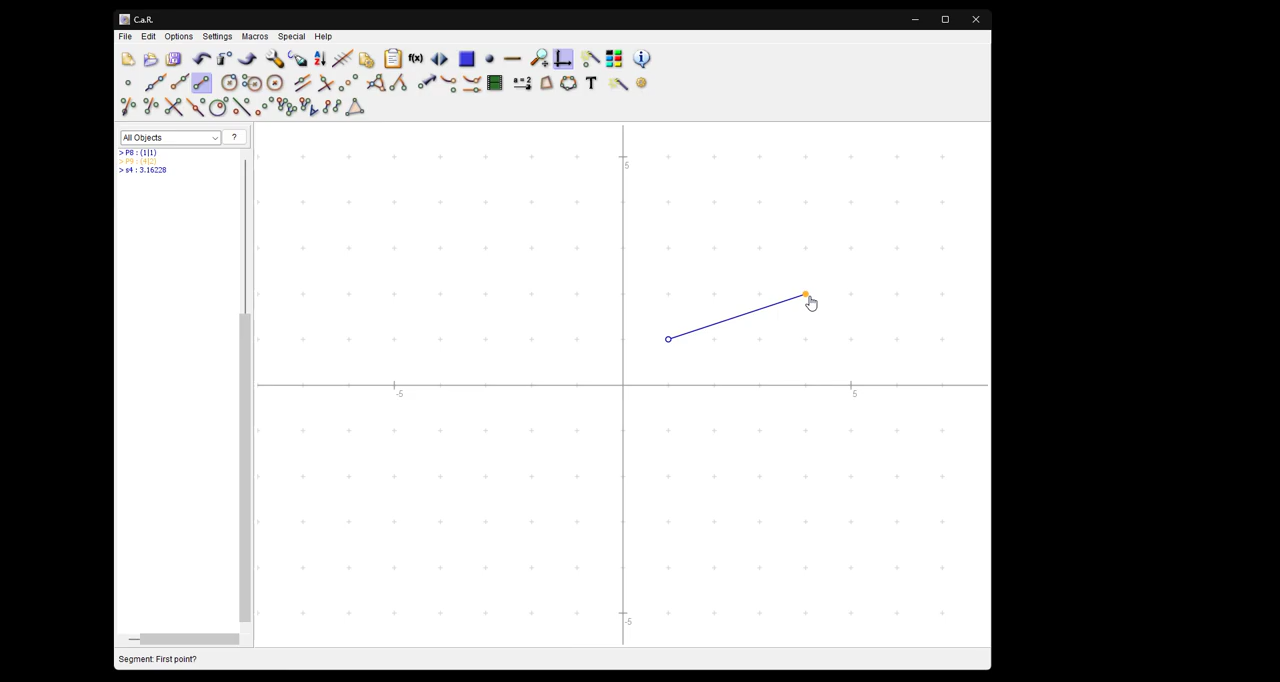 C.a.R.
File Edit Options Settings Macros Special Help
f(x)
a = 2 T
All Objects ?
> P8 : (1|1)
> P9 : (4|2)
> s4 : 3.16228
5
-5 5
-5
Segment: First point?